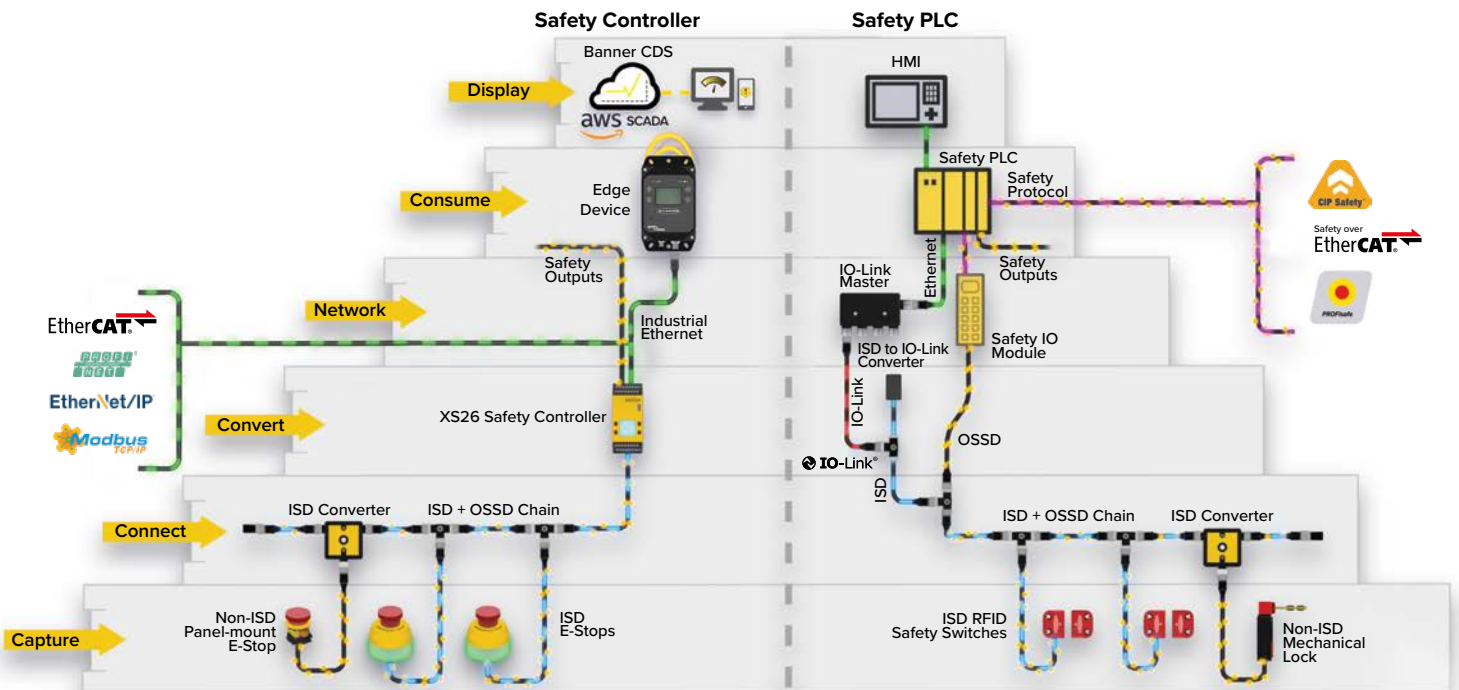 Safety Controller
Safety PLC
Display
Banner CDS
aws SCADA
HMI
Consume
Edge
Device
Safety PLC
Safety
Protocol
CIP Safety
Safety over
EtherCAT®
PROFIsafe
Safety
Outputs
Ethernet
Safety
Outputs
Network
Industrial
Ethernet
IO-Link
Master
Safety IO
Module
ISD to IO-Link
Converter
EtherCAT®
PROFI
NET
EtherNet/IP
Modbus
TCP/IP
Convert
XS26 Safety Controller
IO-Link
OSSD
IO-Link®
ISD
Connect
ISD Converter
ISD + OSSD Chain
ISD + OSSD Chain
ISD Converter
Capture
Non-ISD
Panel-mount
E-Stop
ISD
E-Stops
ISD RFID
Safety Switches
Non-ISD
Mechanical
Lock